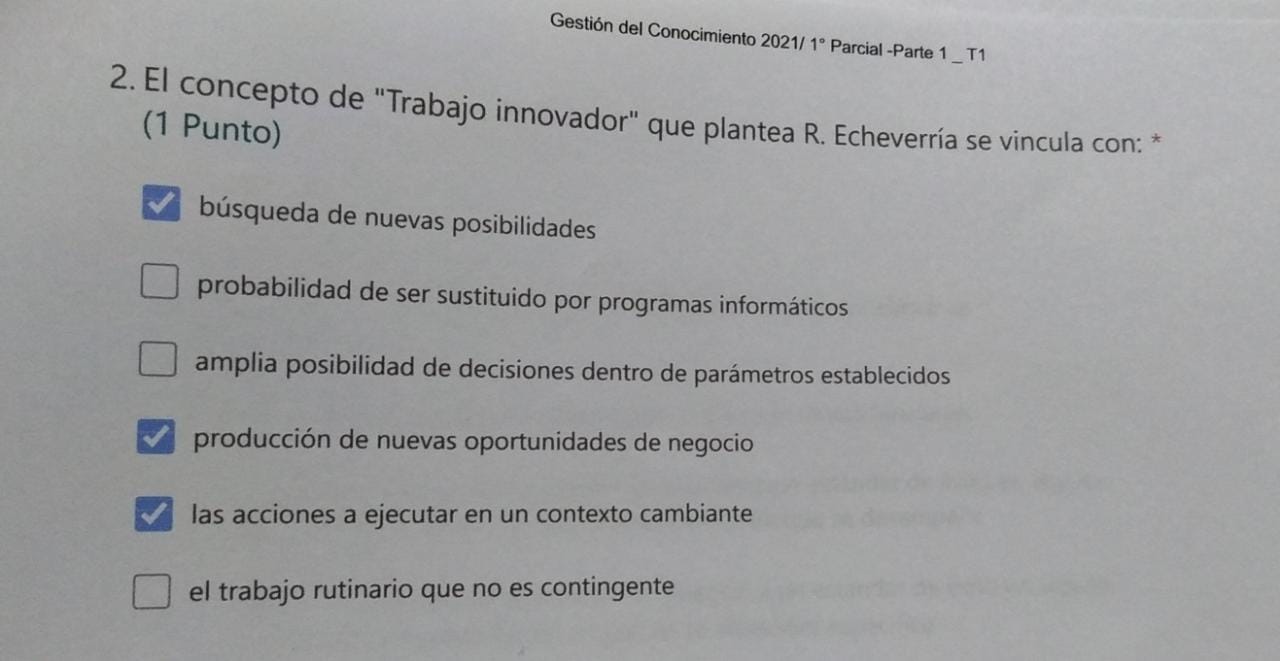 Gestión del Conocimiento 2021/ 1° Parcial -Parte 1 _ T1
2. El concepto de "Trabajo innovador" que plantea R. Echeverría se vincula con: *
(1 Punto)
búsqueda de nuevas posibilidades
probabilidad de ser sustituido por programas informáticos
amplia posibilidad de decisiones dentro de parámetros establecidos
producción de nuevas oportunidades de negocio
las acciones a ejecutar en un contexto cambiante
el trabajo rutinario que no es contingente